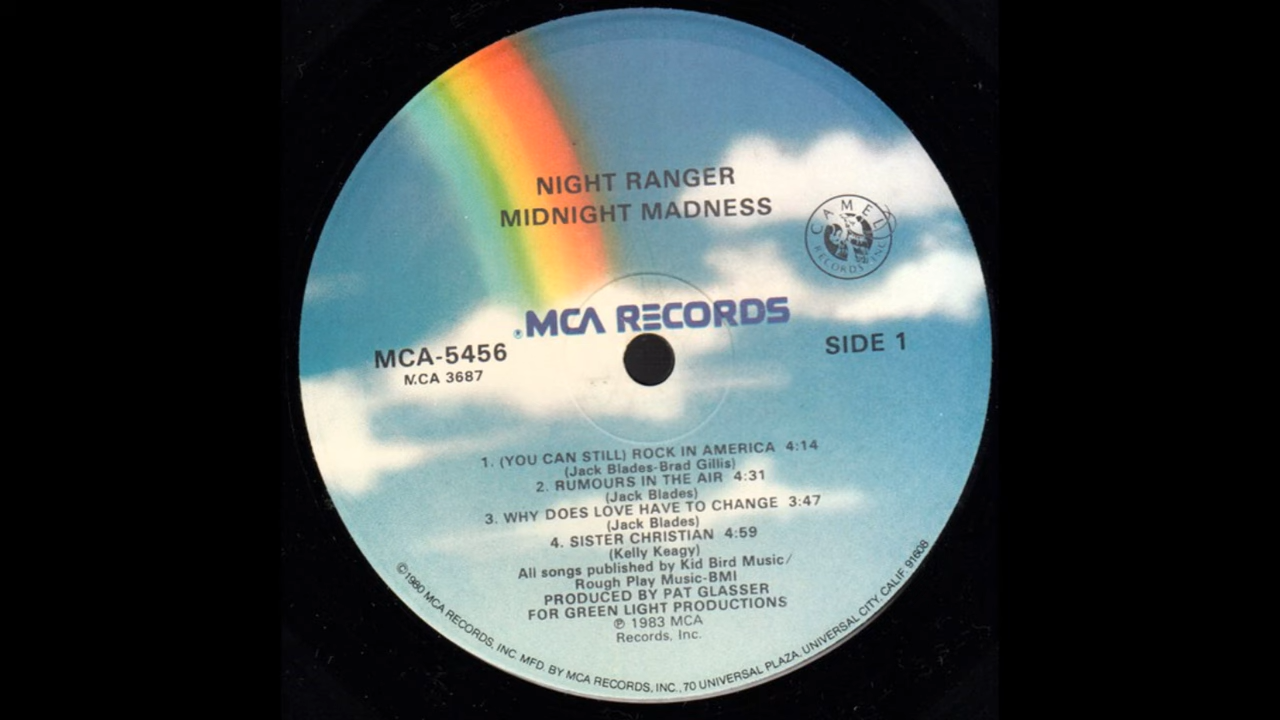 NIGHT RANGER
MIDNIGHT MADNESS
CAMEL
RECORDS INC
MCA RECORDS
MCA-5456
MCA 3687
SIDE 1
1. (YOU CAN STILL) ROCK IN AMERICA 4:14
(Jack Blades-Brad Gillis)
2. RUMOURS IN THE AIR 4:31
(Jack Blades)
3. WHY DOES LOVE HAVE TO CHANGE 3:47
(Jack Blades)
4. SISTER CHRISTIAN 4:59
(Kelly Keagy)
All songs published by Kid Bird Music/
Rough Play Music-BMI
PRODUCED BY PAT GLASSER
FOR GREEN LIGHT PRODUCTIONS
℗ 1983 MCA
Records, Inc.
©1980 MCA RECORDS, INC. MFD. BY MCA RECORDS, INC., 70 UNIVERSAL PLAZA, UNIVERSAL CITY, CALIF. 91608